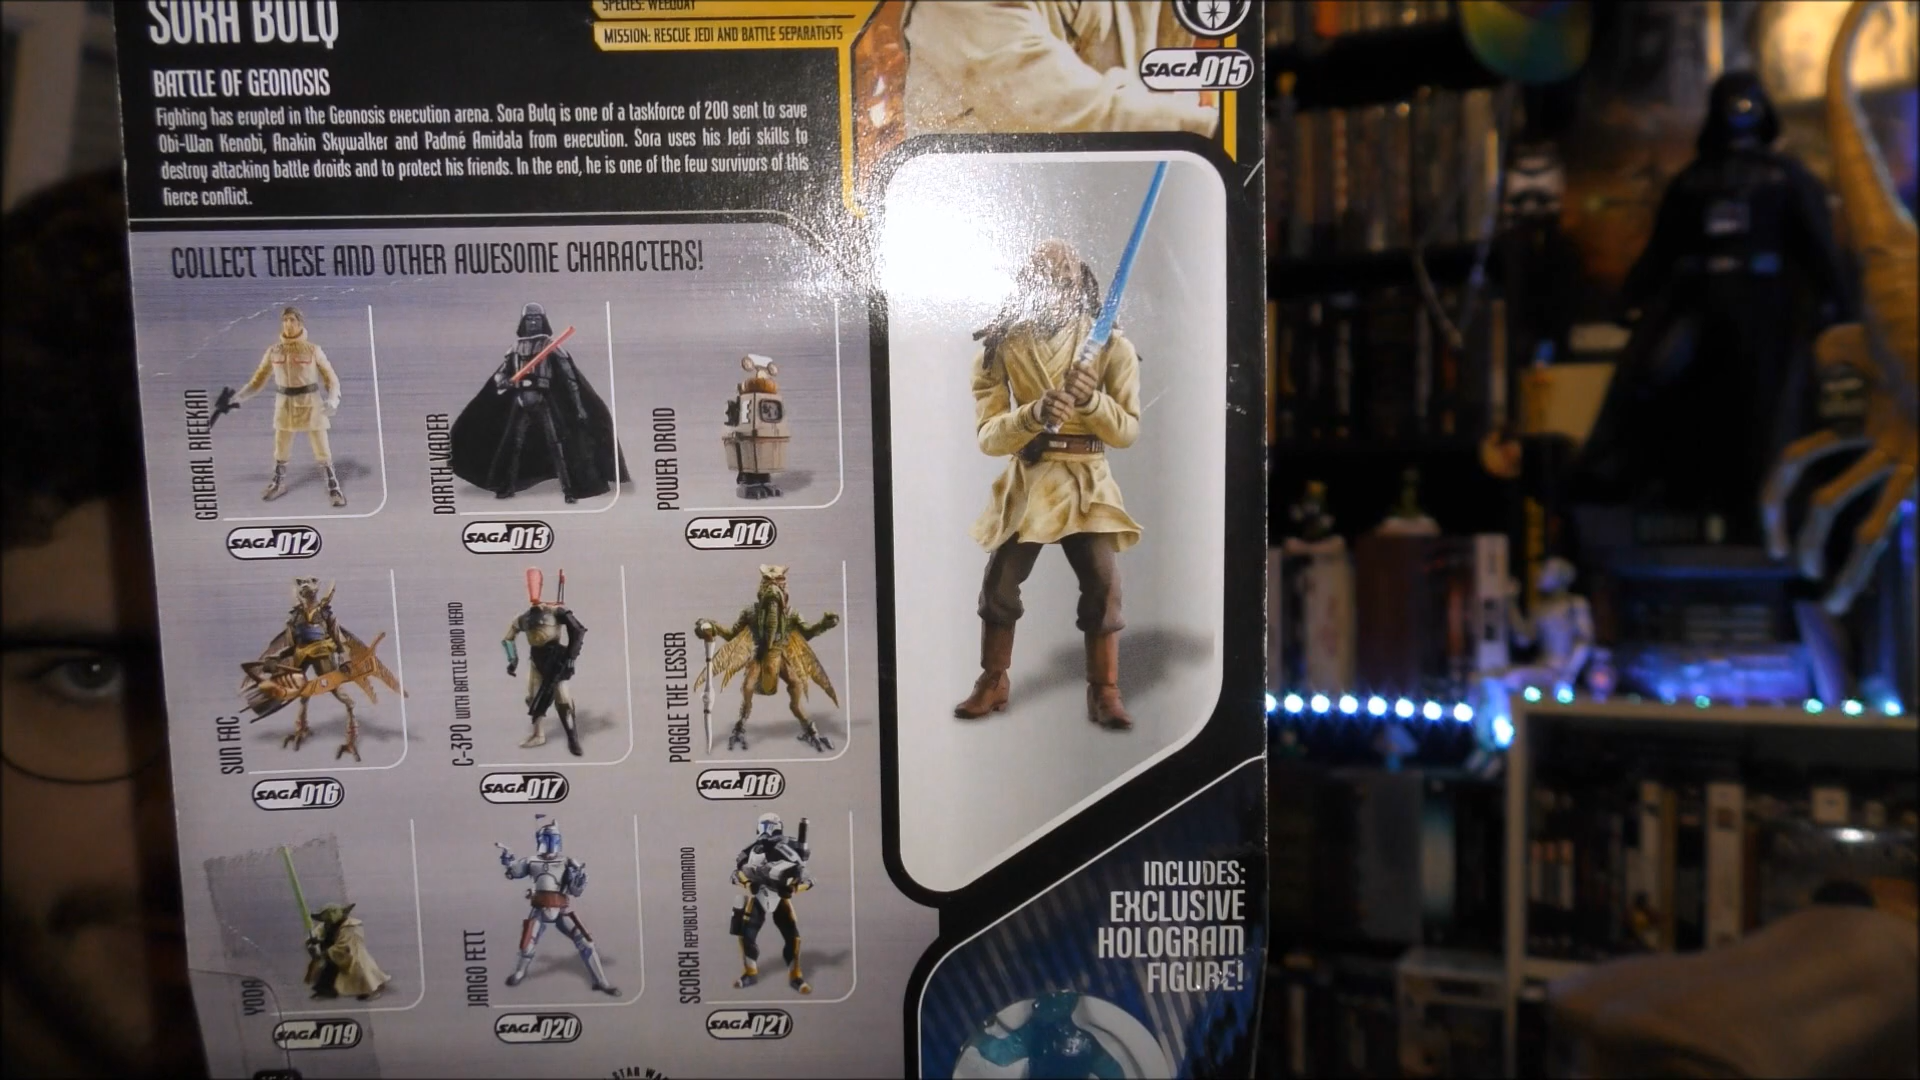 SORA BULQ
SPECIES: WEEQUAY
MISSION: RESCUE JEDI AND BATTLE SEPARATISTS
SAGA 015
BATTLE OF GEONOSIS
Fighting has erupted in the Geonosis execution arena. Sora Bulq is one of a taskforce of 200 sent to save
Obi-Wan Kenobi, Anakin Skywalker and Padmé Amidala from execution. Sora uses his Jedi skills to
destroy attacking battle droids and to protect his friends. In the end, he is one of the few survivors of this
fierce conflict.
COLLECT THESE AND OTHER AWESOME CHARACTERS!
GENERAL RIEEKAN
SAGA 012
DARTH VADER
SAGA 013
POWER DROID
SAGA 014
SUN FAC
SAGA 016
C-3PO WITH BATTLE DROID HEAD
SAGA 017
POGGLE THE LESSER
SAGA 018
YODA
SAGA 019
JANGO FETT
SAGA 020
SCORCH REPUBLIC COMMANDO
SAGA 021
INCLUDES:
EXCLUSIVE
HOLOGRAM
FIGURE!
STAR WA